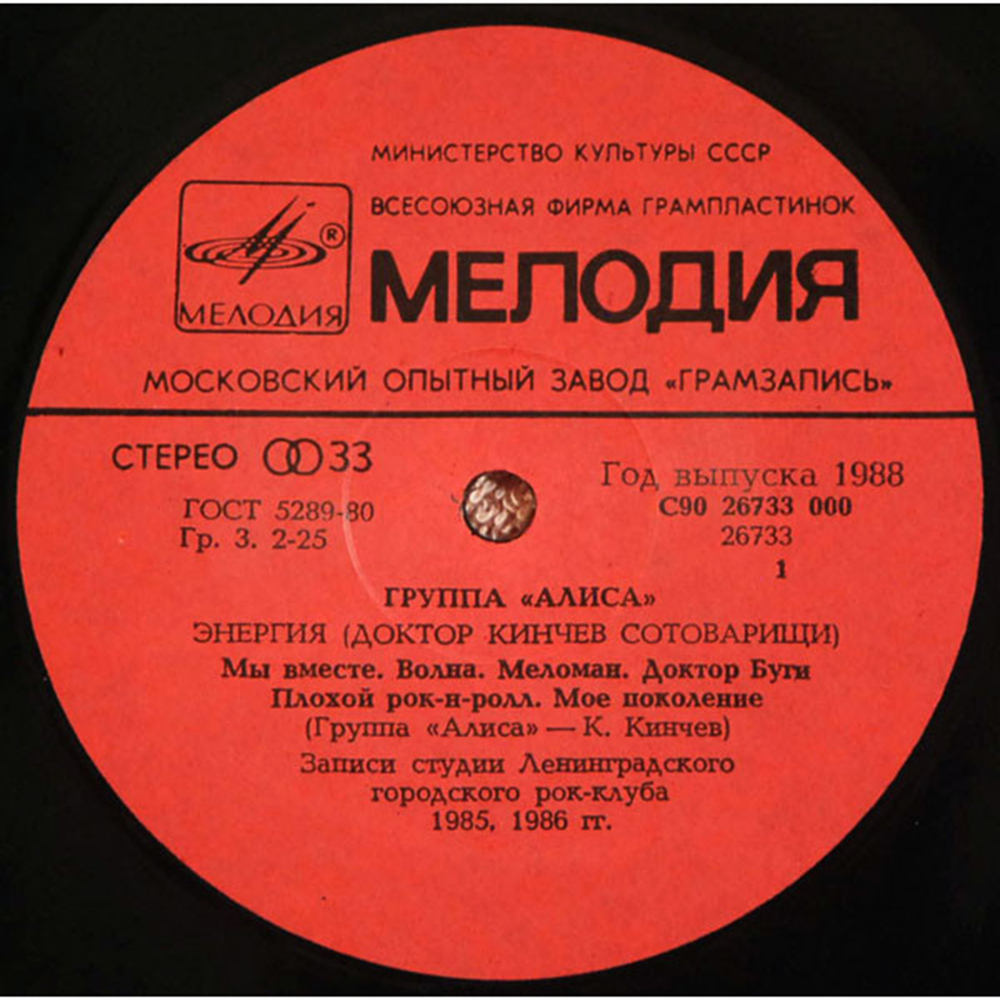 МИНИСТЕРСТВО КУЛЬТУРЫ СССР
ВСЕСОЮЗНАЯ ФИРМА ГРАМПЛАСТИНОК
®
МЕЛОДИЯ
МЕЛОДИЯ
МОСКОВСКИЙ ОПЫТНЫЙ ЗАВОД «ГРАМЗАПИСЬ»
СТЕРЕО 33
Год выпуска 1988
ГОСТ 5289-80
С90 26733 000
Гр. 3. 2-25
26733
1
ГРУППА «АЛИСА»
ЭНЕРГИЯ (ДОКТОР КИНЧЕВ СОТОВАРИЩИ)
Мы вместе. Волна. Меломан. Доктор Буги
Плохой рок-н-ролл. Мое поколение
(Группа «Алиса» — К. Кинчев)
Записи студии Ленинградского
городского рок-клуба
1985, 1986 гг.